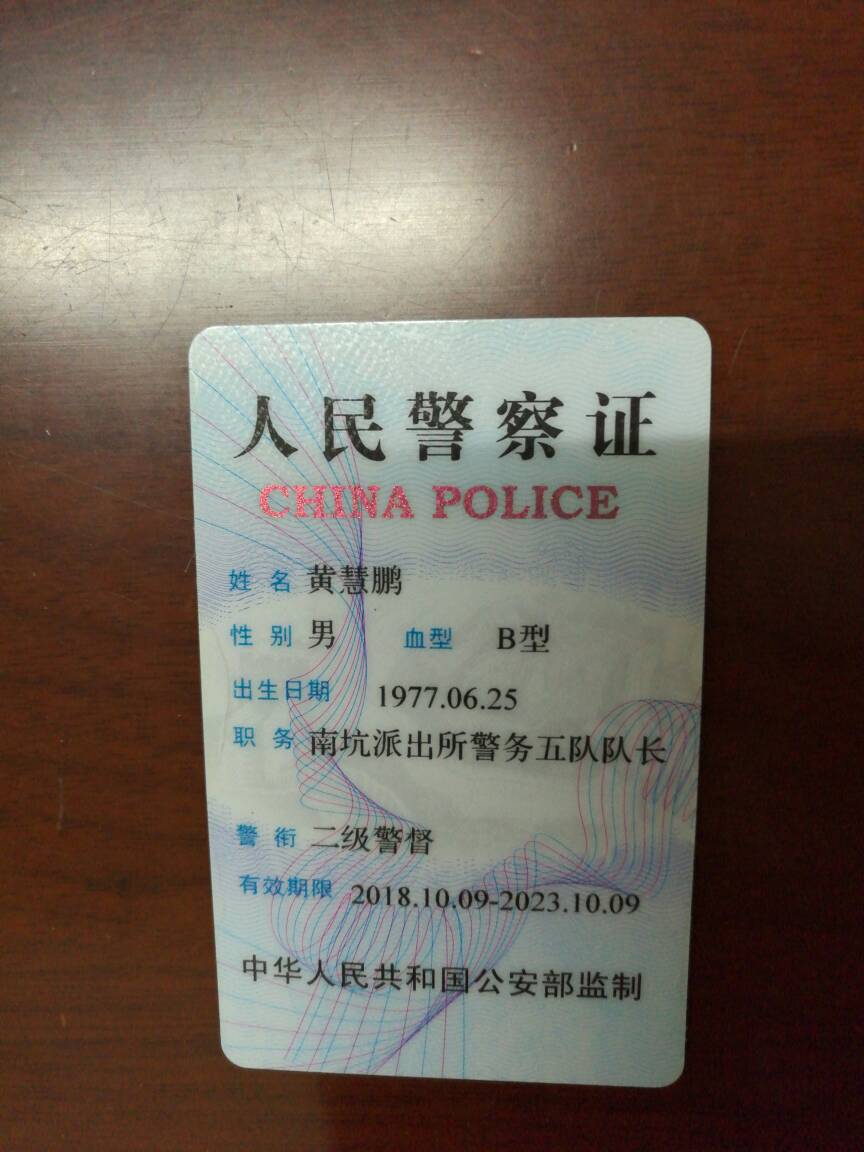 人民警察证
CHINA POLICE
姓名 黄慧鹏
性别 男 血型 B型
出生日期 1977.06.25
职务 南坑派出所警务五队队长
警衔 二级警督
有效期限 2018.10.09-2023.10.09
中华人民共和国公安部监制